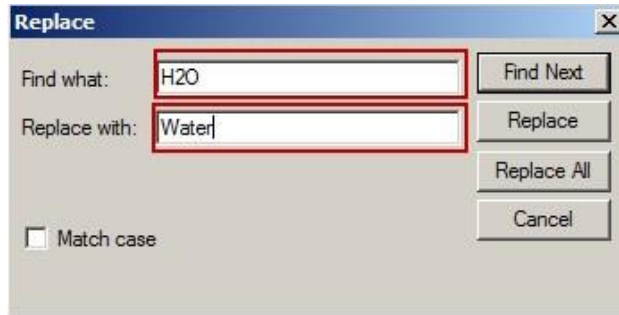 Replace
Find what: H2O
Find Next
Replace with: Water
Replace
Replace All
Cancel
Match case